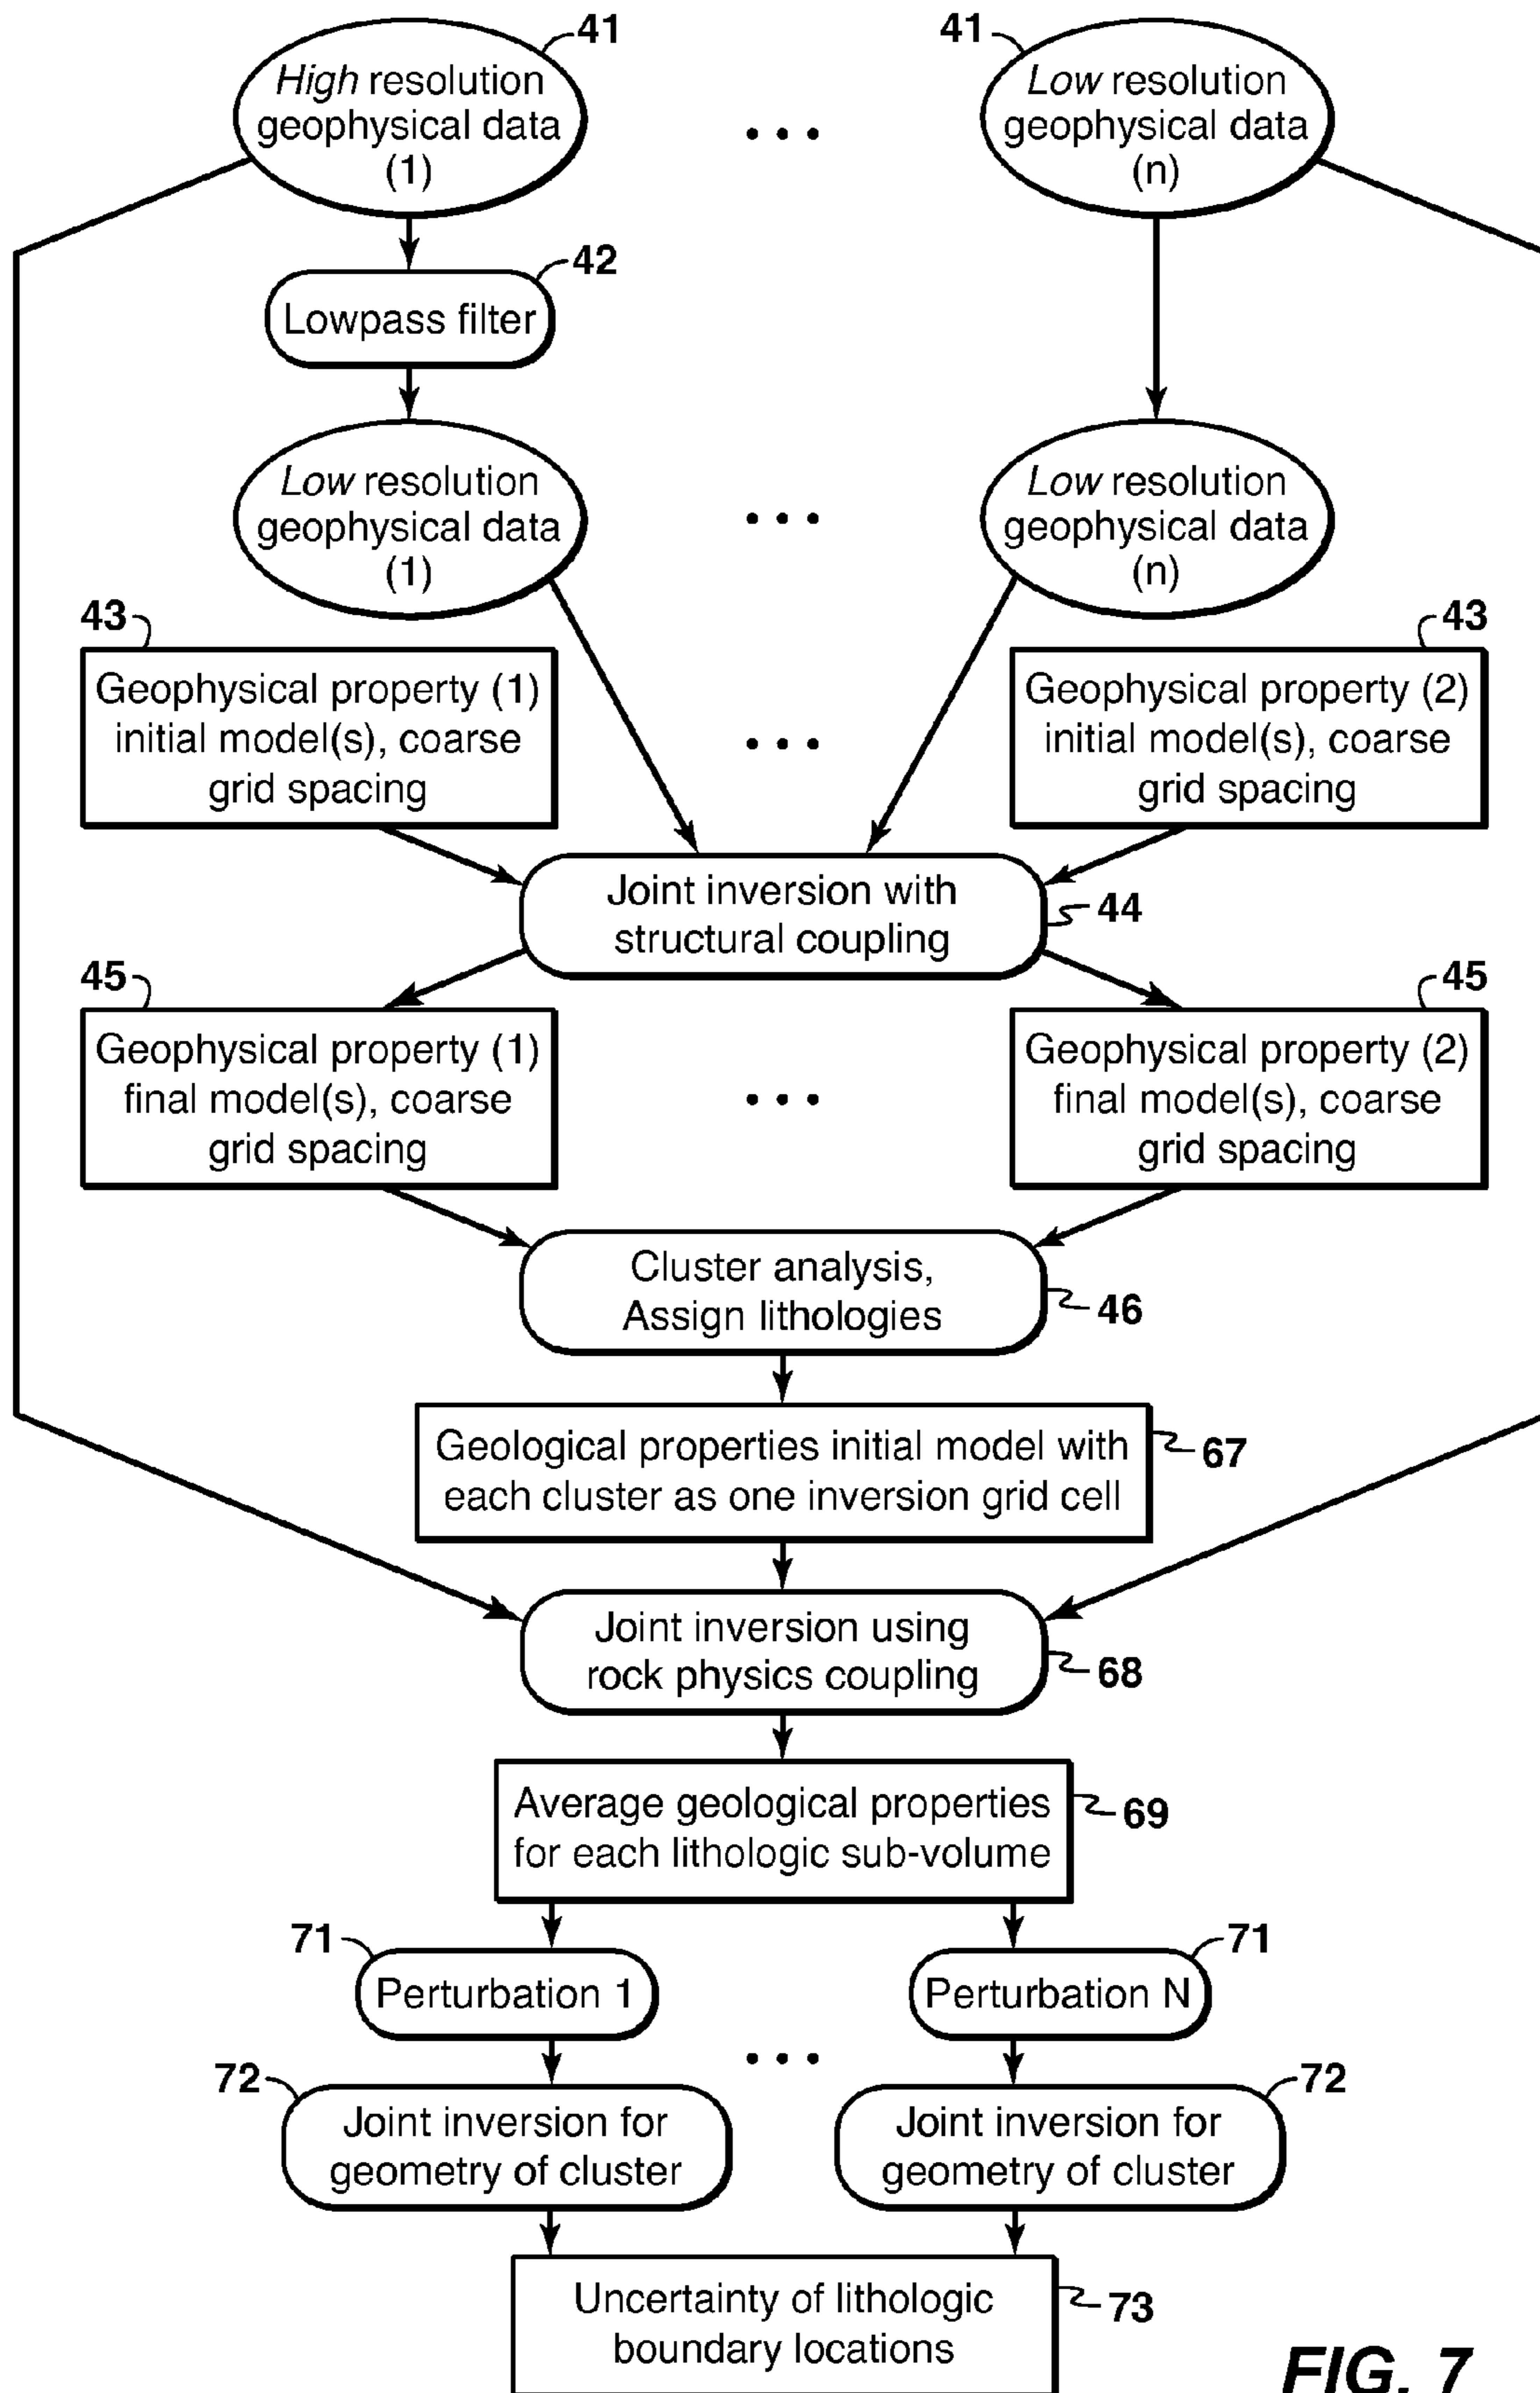 41
High resolution
geophysical data
(1)
...
41
Low resolution
geophysical data
(n)
42
Lowpass filter
Low resolution
geophysical data
(1)
...
Low resolution
geophysical data
(n)
43
Geophysical property (1)
initial model(s), coarse
grid spacing
...
43
Geophysical property (2)
initial model(s), coarse
grid spacing
Joint inversion with
structural coupling
44
45
Geophysical property (1)
final model(s), coarse
grid spacing
...
45
Geophysical property (2)
final model(s), coarse
grid spacing
Cluster analysis,
Assign lithologies
46
Geological properties initial model with
each cluster as one inversion grid cell
67
Joint inversion using
rock physics coupling
68
Average geological properties
for each lithologic sub-volume
69
71
Perturbation 1
71
Perturbation N
...
72
Joint inversion for
geometry of cluster
72
Joint inversion for
geometry of cluster
Uncertainty of lithologic
boundary locations
73
FIG. 7